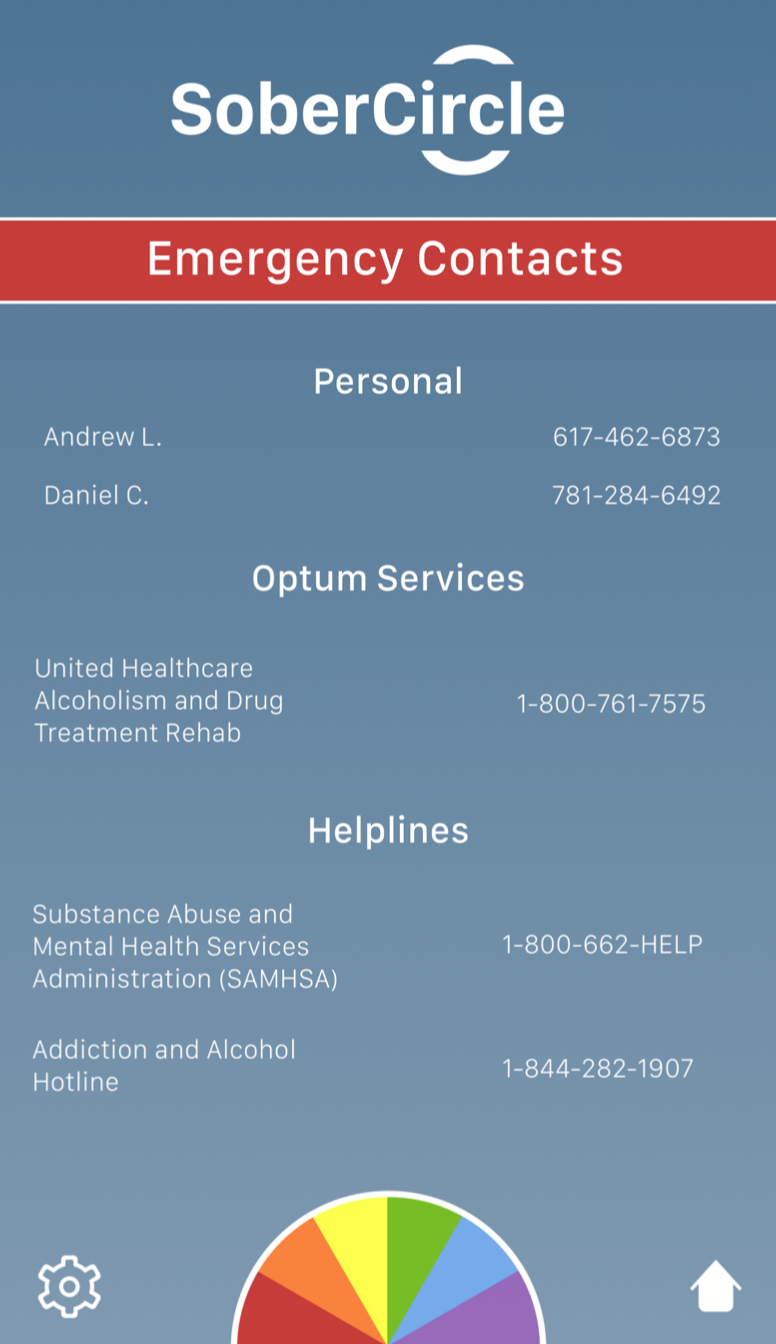 SoberCircle
Emergency Contacts
Personal
Andrew L. 617-462-6873
Daniel C. 781-284-6492
Optum Services
United Healthcare
Alcoholism and Drug
Treatment Rehab
1-800-761-7575
Helplines
Substance Abuse and
Mental Health Services
Administration (SAMHSA)
1-800-662-HELP
Addiction and Alcohol
Hotline
1-844-282-1907